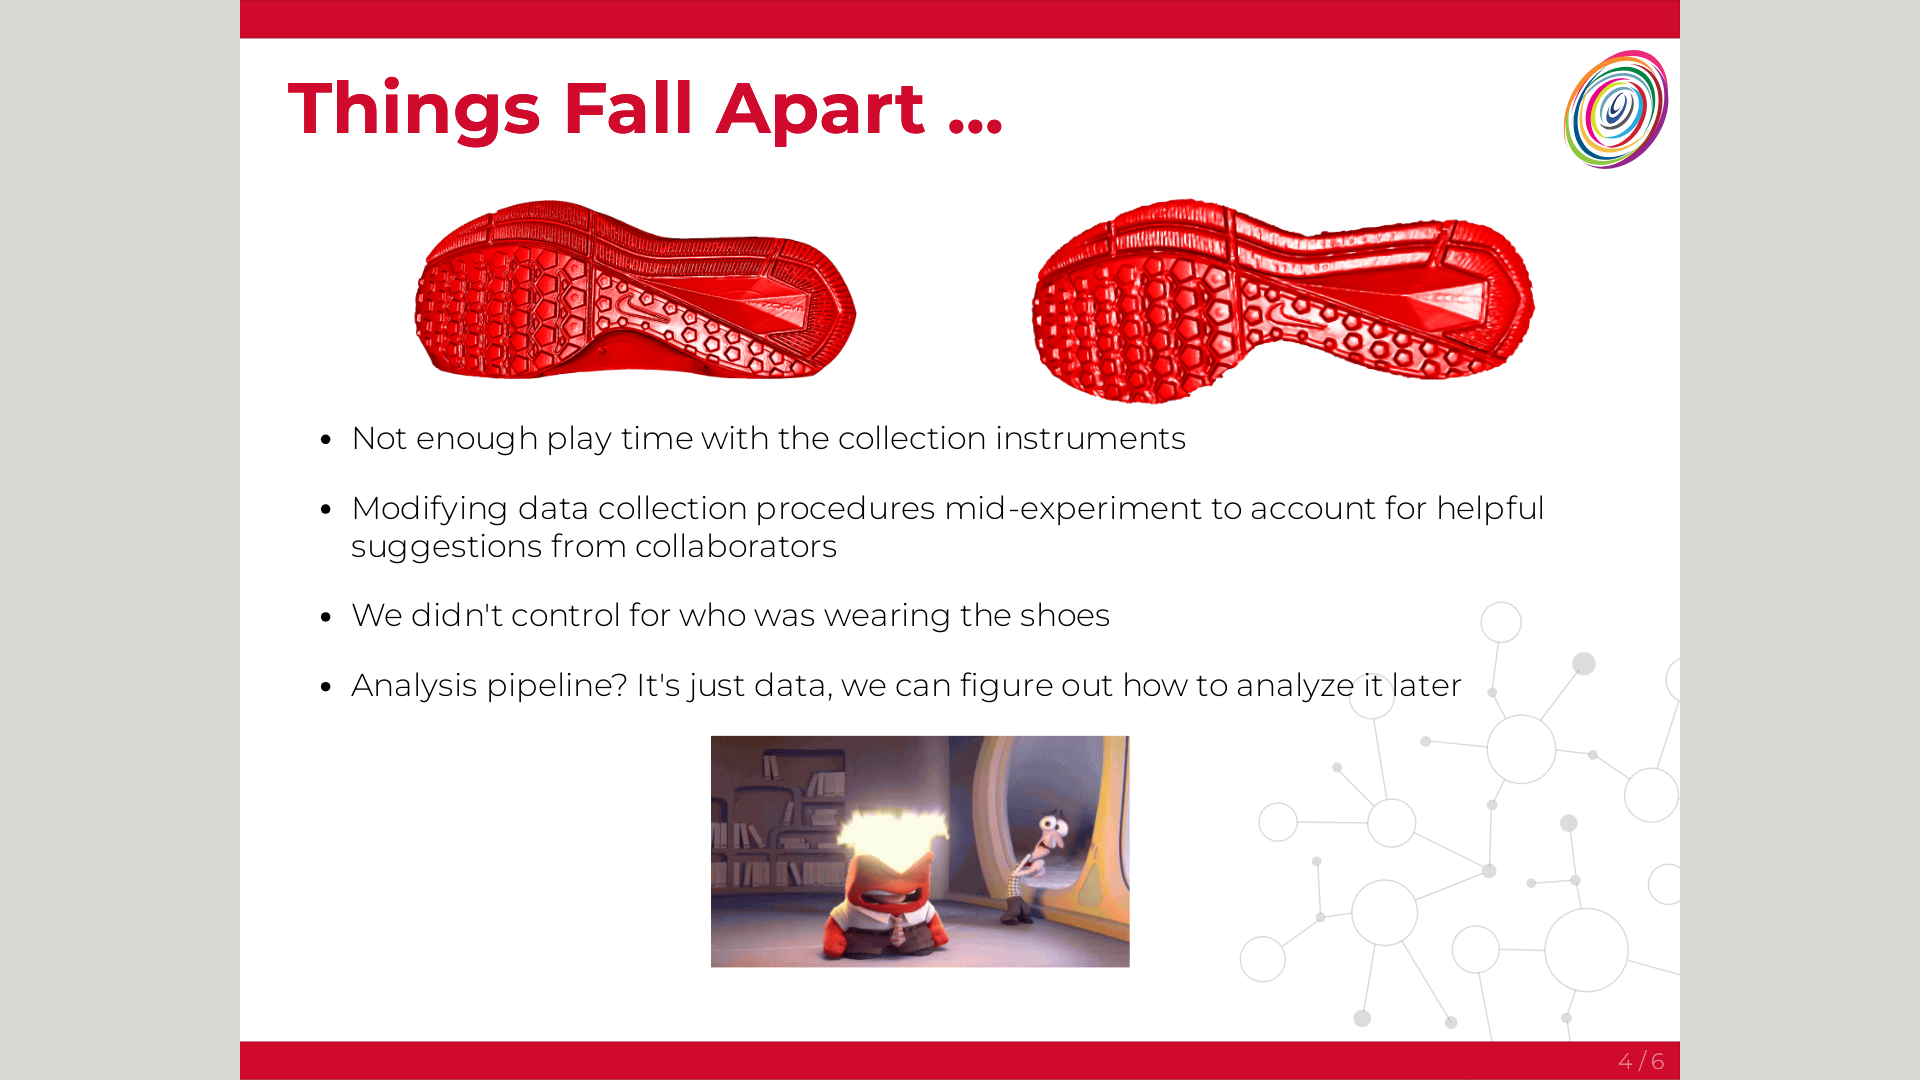 Things Fall Apart ...
Not enough play time with the collection instruments
Modifying data collection procedures mid-experiment to account for helpful
suggestions from collaborators
We didn't control for who was wearing the shoes
Analysis pipeline? It's just data, we can figure out how to analyze it later
4 / 6